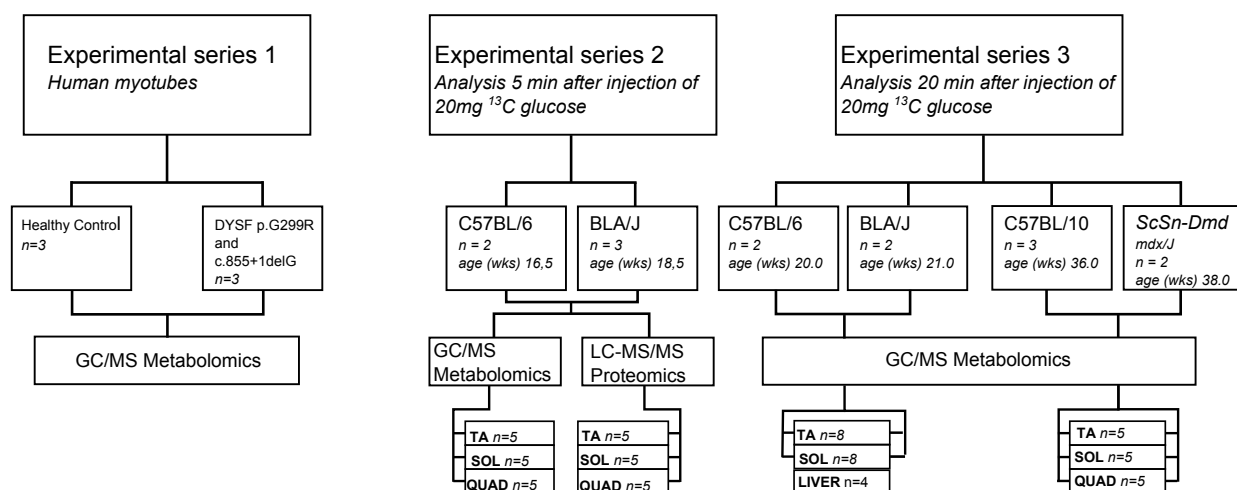 Experimental series 1
Human myotubes
Healthy Control
n=3
DYSF p.G299R
and
c.855+1delG
n=3
GC/MS Metabolomics
Experimental series 2
Analysis 5 min after injection of
20mg ¹³C glucose
C57BL/6
n = 2
age (wks) 16,5
BLA/J
n = 3
age (wks) 18,5
GC/MS
Metabolomics
LC-MS/MS
Proteomics
TA n=5
SOL n=5
QUAD n=5
TA n=5
SOL n=5
QUAD n=5
Experimental series 3
Analysis 20 min after injection of
20mg ¹³C glucose
C57BL/6
n = 2
age (wks) 20.0
BLA/J
n = 2
age (wks) 21.0
C57BL/10
n = 3
age (wks) 36.0
ScSn-Dmd
mdx/J
n = 2
age (wks) 38.0
GC/MS Metabolomics
TA n=8
SOL n=8
LIVER n=4
TA n=5
SOL n=5
QUAD n=5